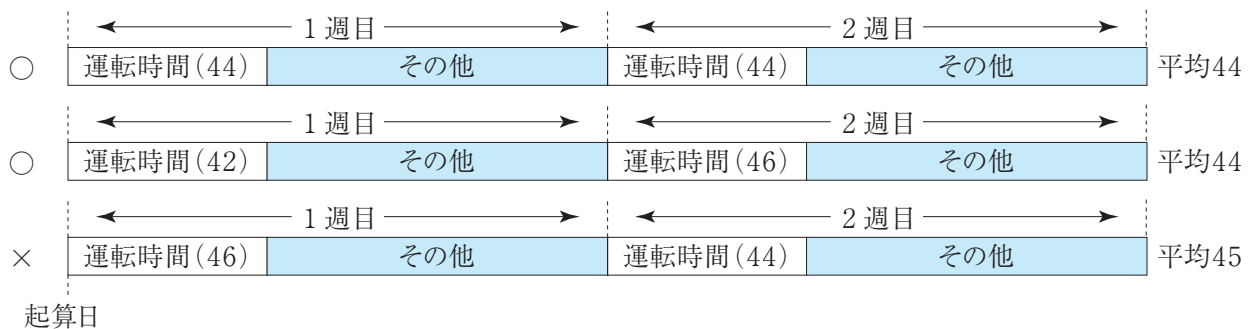 1 週目 2 週目
○ 運転時間(44) その他 運転時間(44) その他 平均44
1 週目 2 週目
○ 運転時間(42) その他 運転時間(46) その他 平均44
1 週目 2 週目
× 運転時間(46) その他 運転時間(44) その他 平均45
起算日